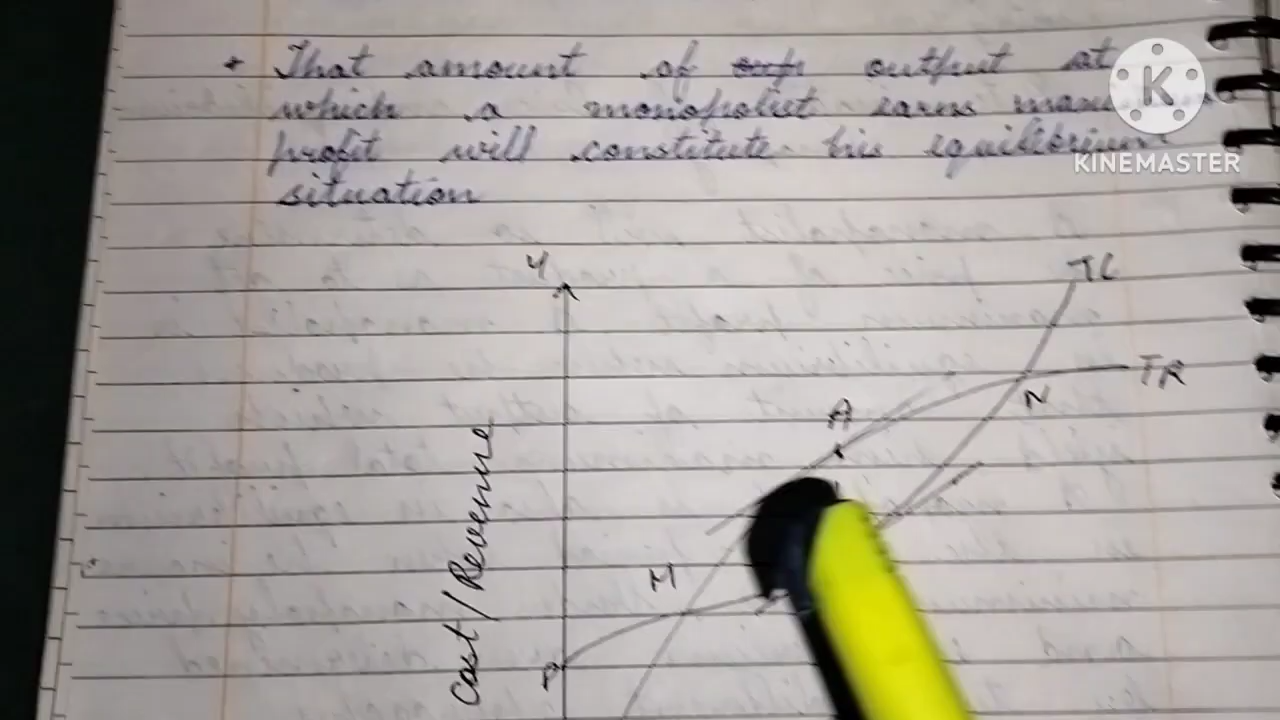 * That amount of output at
which a monopolist earns
profit will constitute his equilibrium
situation
K
KINEMASTER
Y
TC
TR
A
N
M
Cost/Revenue
P